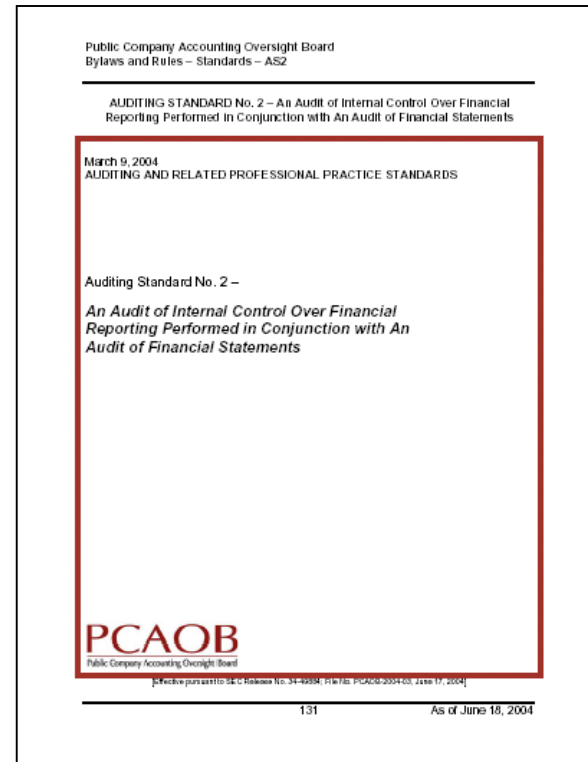 Public Company Accounting Oversight Board
Bylaws and Rules – Standards – AS2
AUDITING STANDARD No. 2 – An Audit of Internal Control Over Financial
Reporting Performed in Conjunction with An Audit of Financial Statements
March 9, 2004
AUDITING AND RELATED PROFESSIONAL PRACTICE STANDARDS
Auditing Standard No. 2 –
An Audit of Internal Control Over Financial
Reporting Performed in Conjunction with An
Audit of Financial Statements
PCAOB
Public Company Accounting Oversight Board
[Effective pursuant to SEC Release No. 34-49884; File No. PCAOB-2004-03, June 17, 2004]
131 As of June 18, 2004